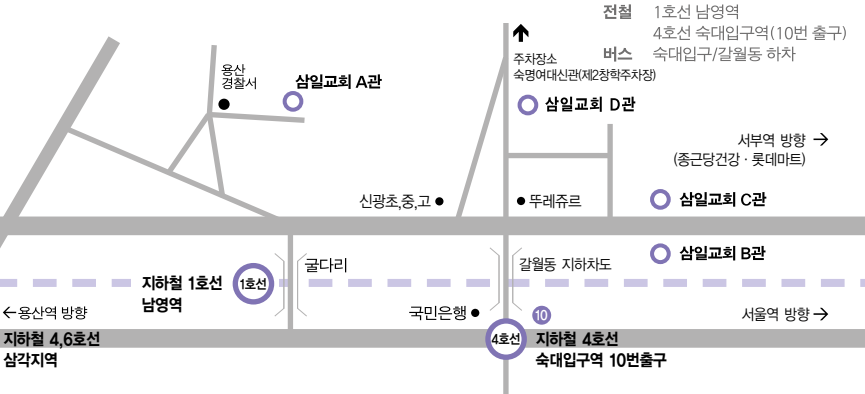 전철 1호선 남영역
4호선 숙대입구역(10번 출구)
버스 숙대입구/갈월동 하차
주차장소
숙명여대신관(제2창학주차장)
용산
경찰서
삼일교회 A관
삼일교회 D관
서부역 방향 →
(종근당건강 · 롯데마트)
신광초,중,고
뚜레쥬르
삼일교회 C관
삼일교회 B관
굴다리
갈월동 지하차도
지하철 1호선
남영역
1호선
←용산역 방향
국민은행
10
서울역 방향→
지하철 4,6호선
삼각지역
4호선
지하철 4호선
숙대입구역 10번출구